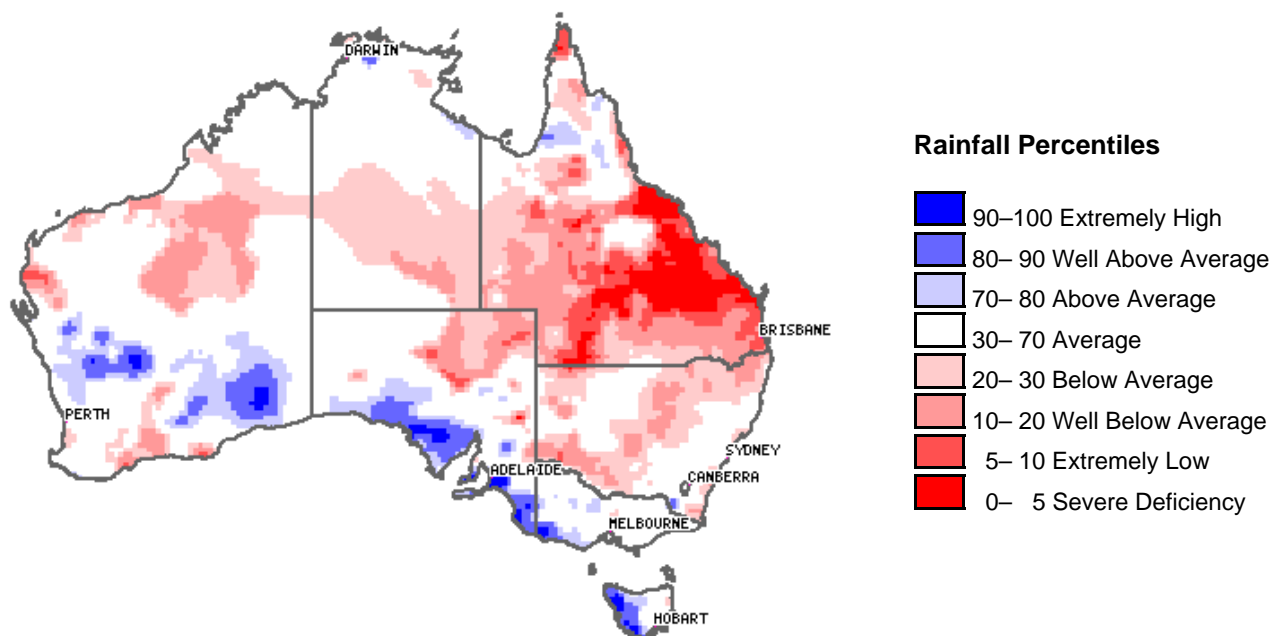 DARWIN
Rainfall Percentiles
90–100 Extremely High
80– 90 Well Above Average
70– 80 Above Average
BRISBANE
30– 70 Average
20– 30 Below Average
PERTH
10– 20 Well Below Average
SYDNEY
5– 10 Extremely Low
ADELAIDE
CANBERRA
0– 5 Severe Deficiency
MELBOURNE
HOBART